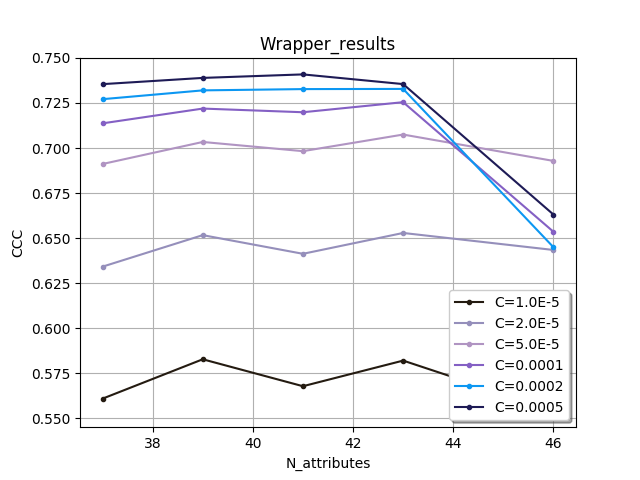 Wrapper_results
0.750
0.725
0.700
0.675
0.650
0.625
0.600
0.575
0.550
CCC
C=1.0E-5
C=2.0E-5
C=5.0E-5
C=0.0001
C=0.0002
C=0.0005
38 40 42 44 46
N_attributes